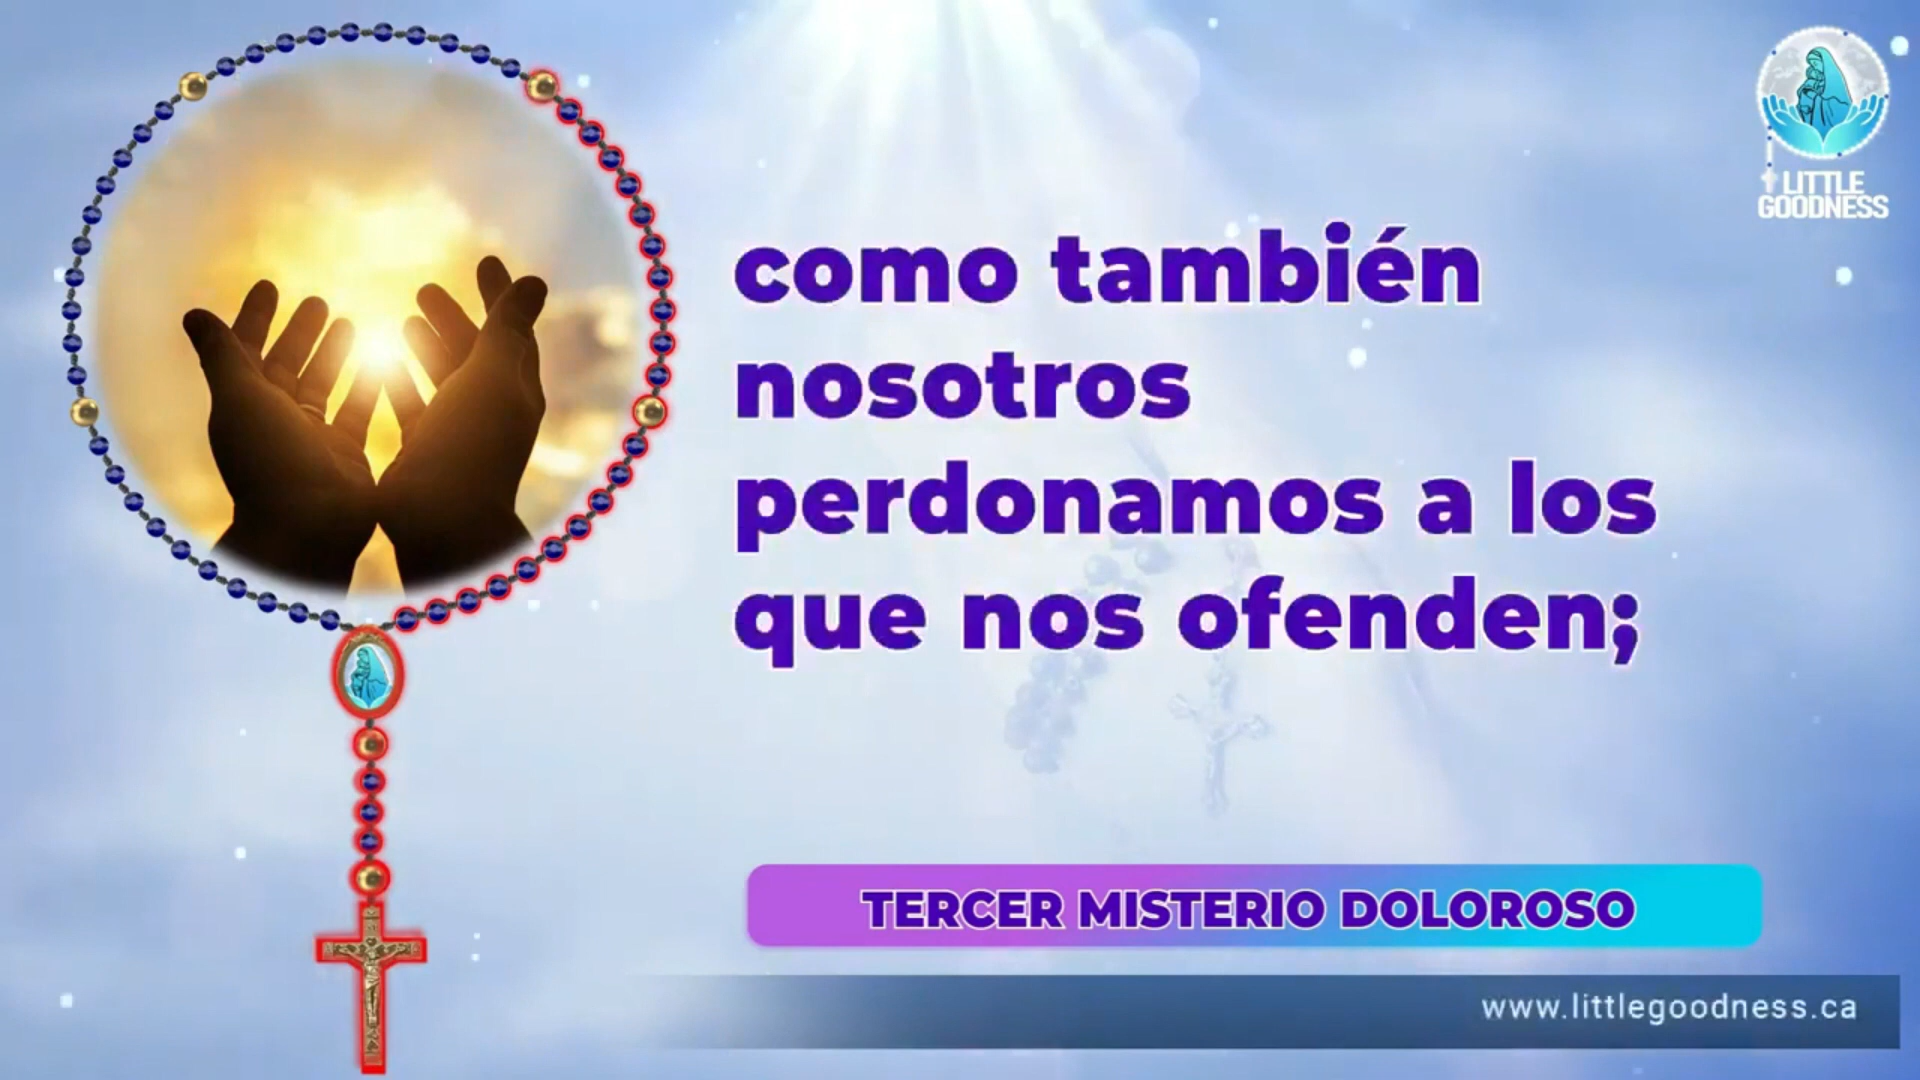 LITTLE
GOODNESS
como también
nosotros
perdonamos a los
que nos ofenden;
TERCER MISTERIO DOLOROSO
www.littlegoodness.ca